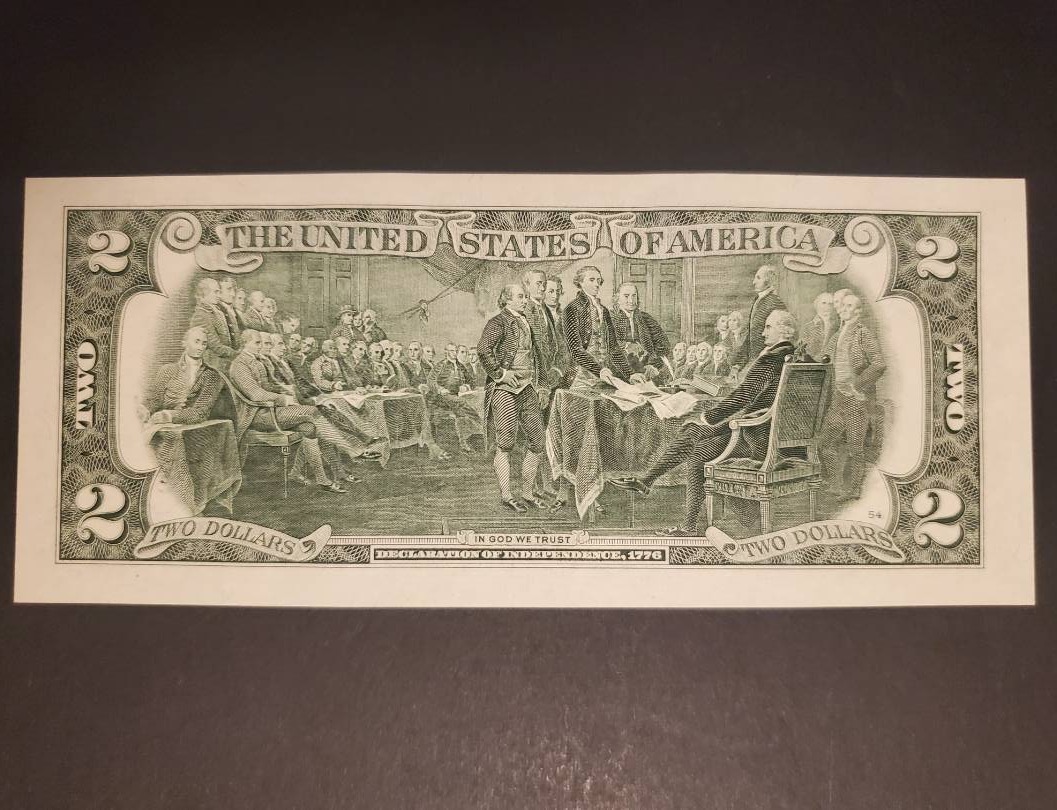 THE UNITED STATES OF AMERICA
2
2
TWO
TWO
2
2
54
TWO DOLLARS
IN GOD WE TRUST
TWO DOLLARS
DECLARATION OF INDEPENDENCE, 1776